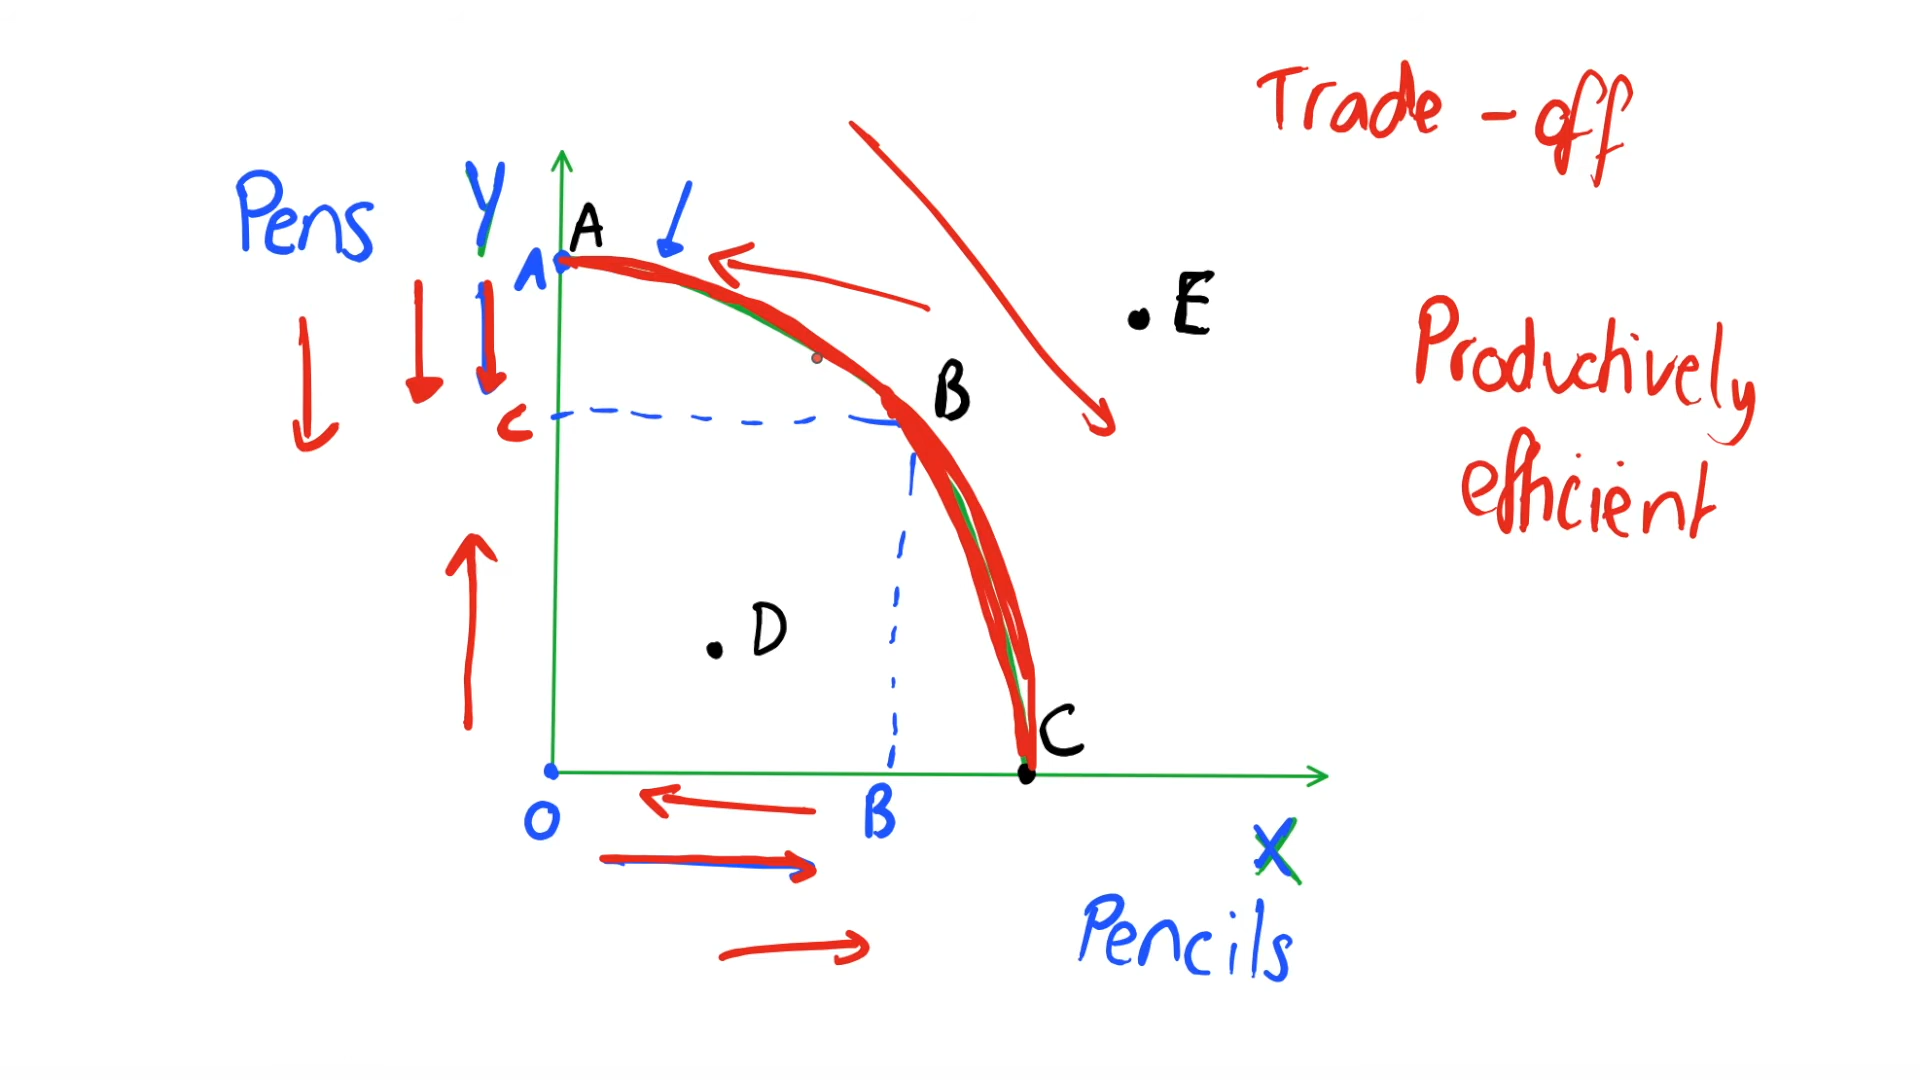 Trade - off
Pens
Y
A
A
E
Productively
efficient
B
C
D
C
O
B
X
Pencils